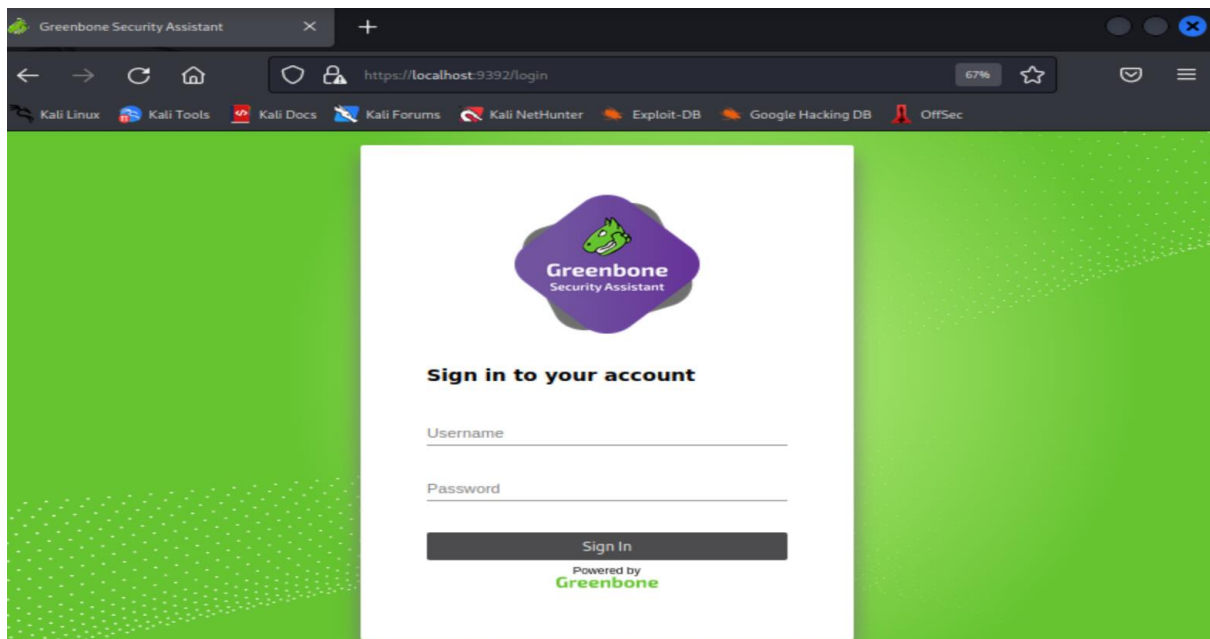 Greenbone Security Assistant
https://localhost:9392/login
67%
Kali Linux Kali Tools Kali Docs Kali Forums Kali NetHunter Exploit-DB Google Hacking DB OffSec
Greenbone
Security Assistant
Sign in to your account
Username
Password
Sign In
Powered by
Greenbone